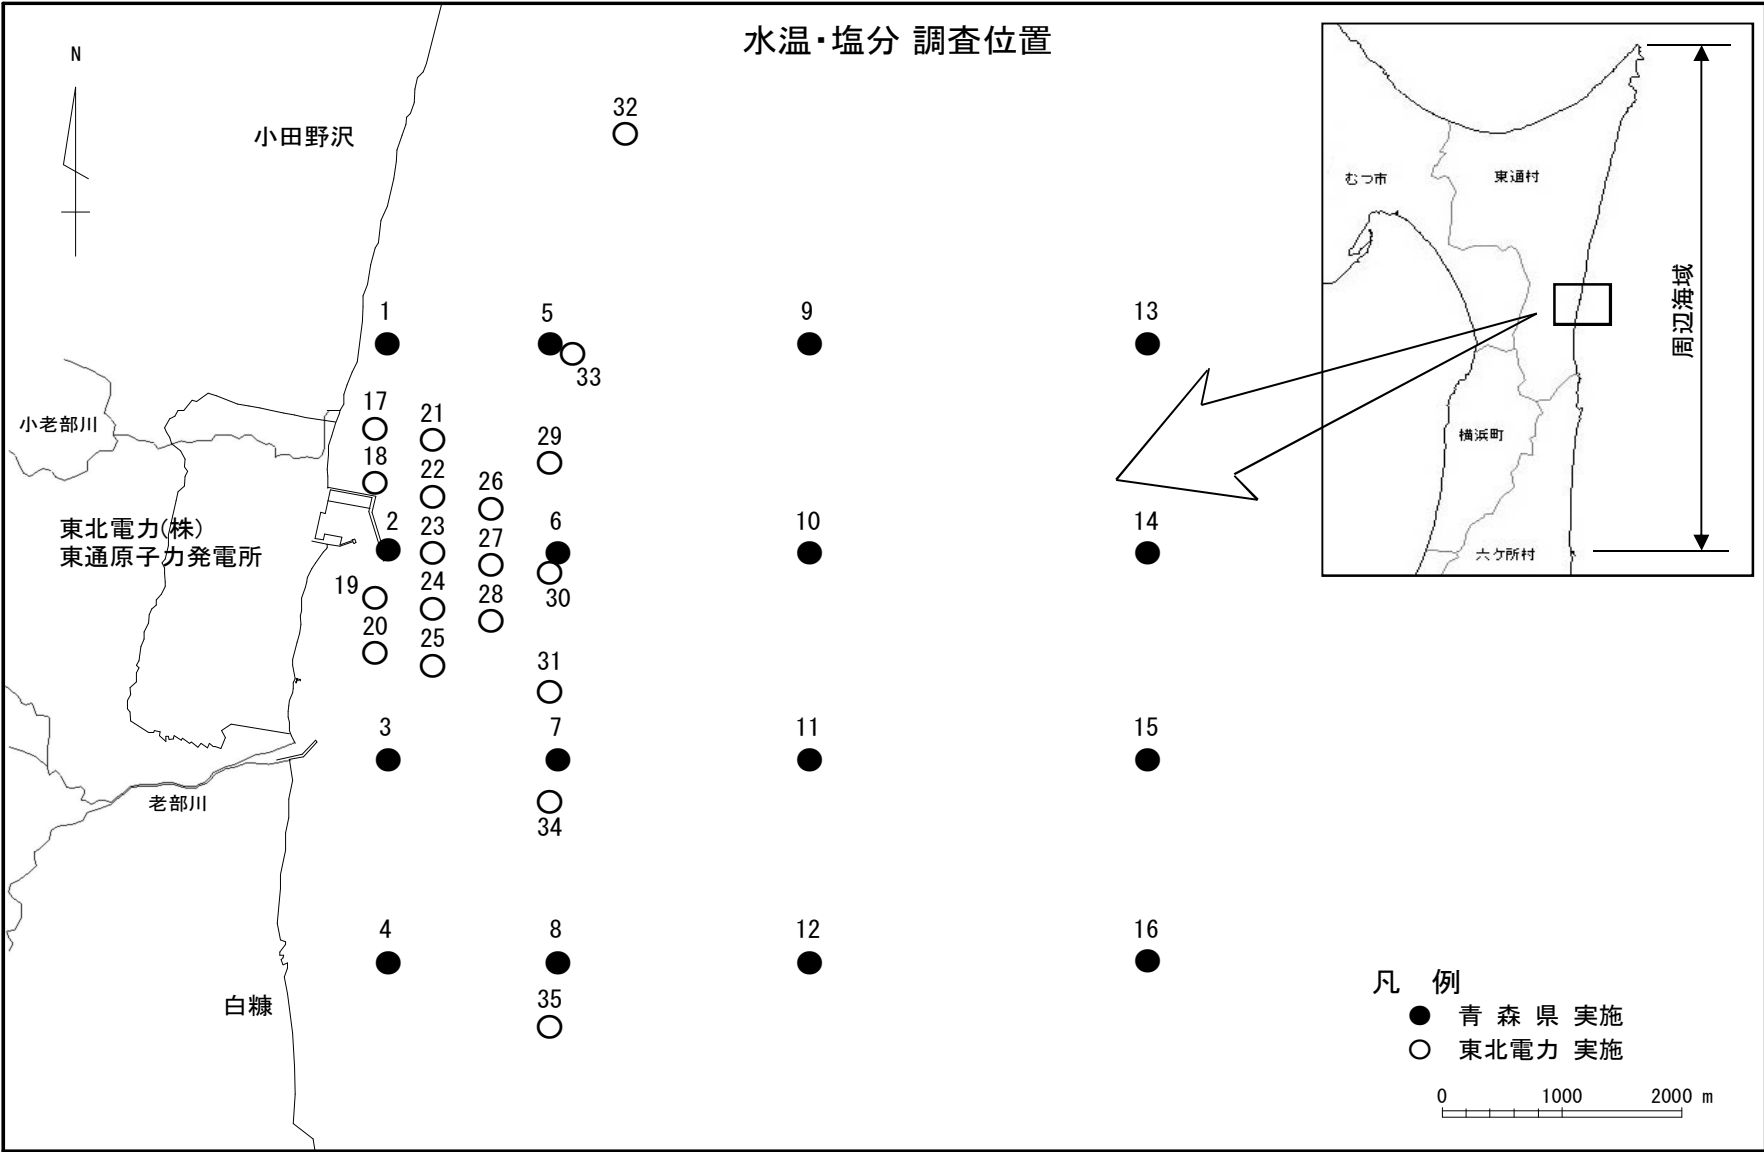 水温・塩分 調査位置
N
小田野沢
32
むつ市
東通村
周辺海域
横浜町
六ケ所村
1
5
9
13
33
小老部川
17
21
29
18
22
26
東北電力(株)
東通原子力発電所
2
23
27
6
10
14
19
24
28
30
20
25
31
3
7
11
15
老部川
34
4
8
12
16
白糠
35
凡 例
● 青 森 県 実施
○ 東北電力 実施
0 1000 2000 m